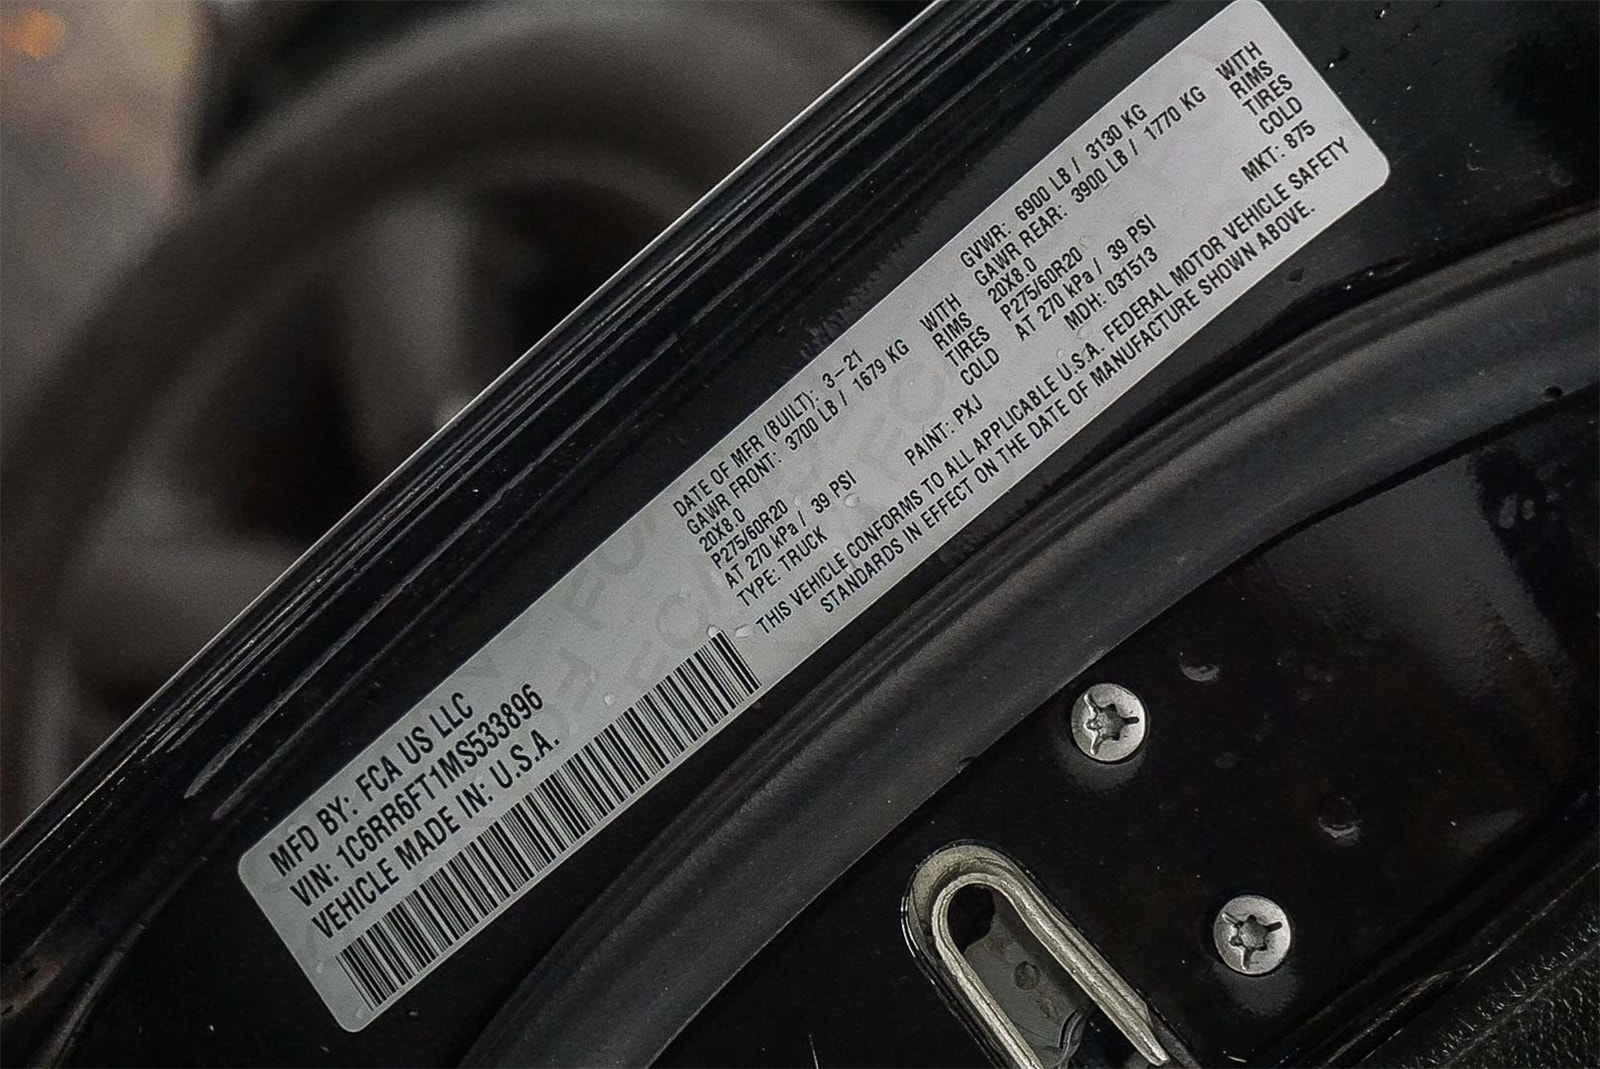 MFD BY: FCA US LLC
VIN: 1C6RR6FT1MS533896
VEHICLE MADE IN: U.S.A.
DATE OF MFR (BUILT): 3-21
GAWR FRONT: 3700 LB / 1679 KG WITH
20X8.0 RIMS
P275/60R20 TIRES
AT 270 kPa / 39 PSI COLD
TYPE: TRUCK PAINT: PXJ
GVWR: 6900 LB / 3130 KG
GAWR REAR: 3900 LB / 1770 KG WITH
20X8.0 RIMS
P275/60R20 TIRES
AT 270 kPa / 39 PSI COLD
MDH: 031513 MKT: 875
THIS VEHICLE CONFORMS TO ALL APPLICABLE U.S.A. FEDERAL MOTOR VEHICLE SAFETY
STANDARDS IN EFFECT ON THE DATE OF MANUFACTURE SHOWN ABOVE.